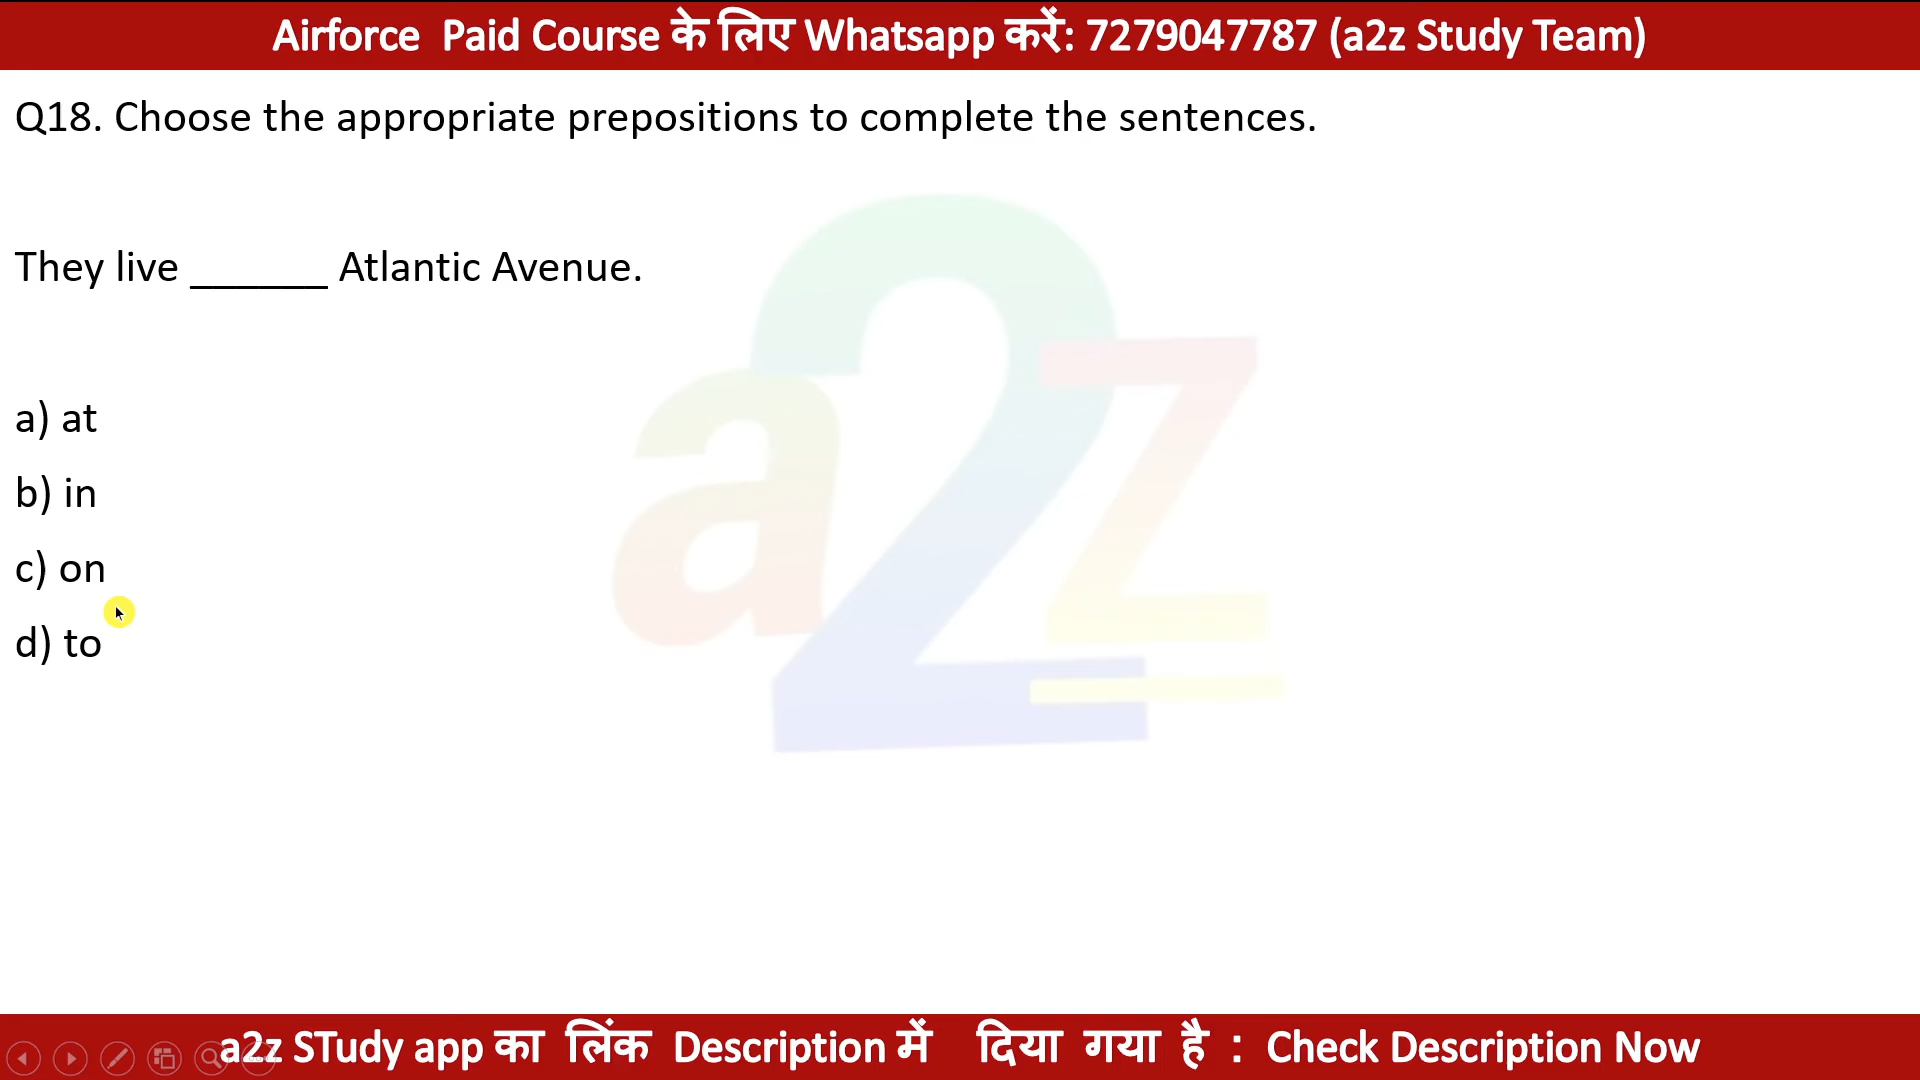 Airforce Paid Course के लिए Whatsapp करें: 7279047787 (a2z Study Team)
Q18. Choose the appropriate prepositions to complete the sentences.
They live ______ Atlantic Avenue.
a2z
a) at
b) in
c) on
d) to
a2z STudy app का लिंक Description में दिया गया है : Check Description Now